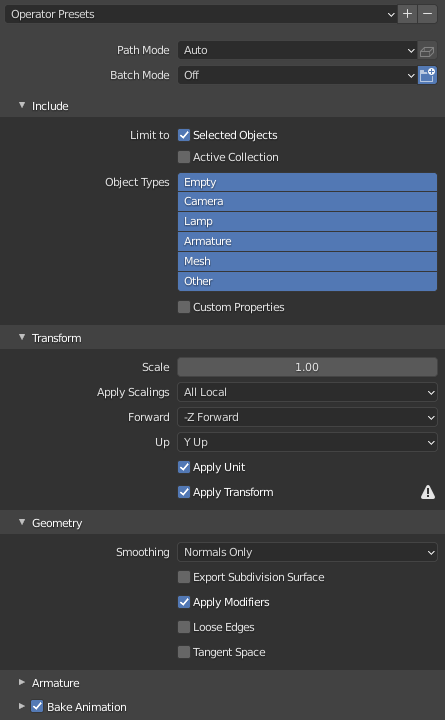 Operator Presets
Path Mode Auto
Batch Mode Off
Include
Limit to Selected Objects
Active Collection
Object Types Empty
Camera
Lamp
Armature
Mesh
Other
Custom Properties
Transform
Scale 1.00
Apply Scalings All Local
Forward -Z Forward
Up Y Up
Apply Unit
Apply Transform
Geometry
Smoothing Normals Only
Export Subdivision Surface
Apply Modifiers
Loose Edges
Tangent Space
Armature
Bake Animation